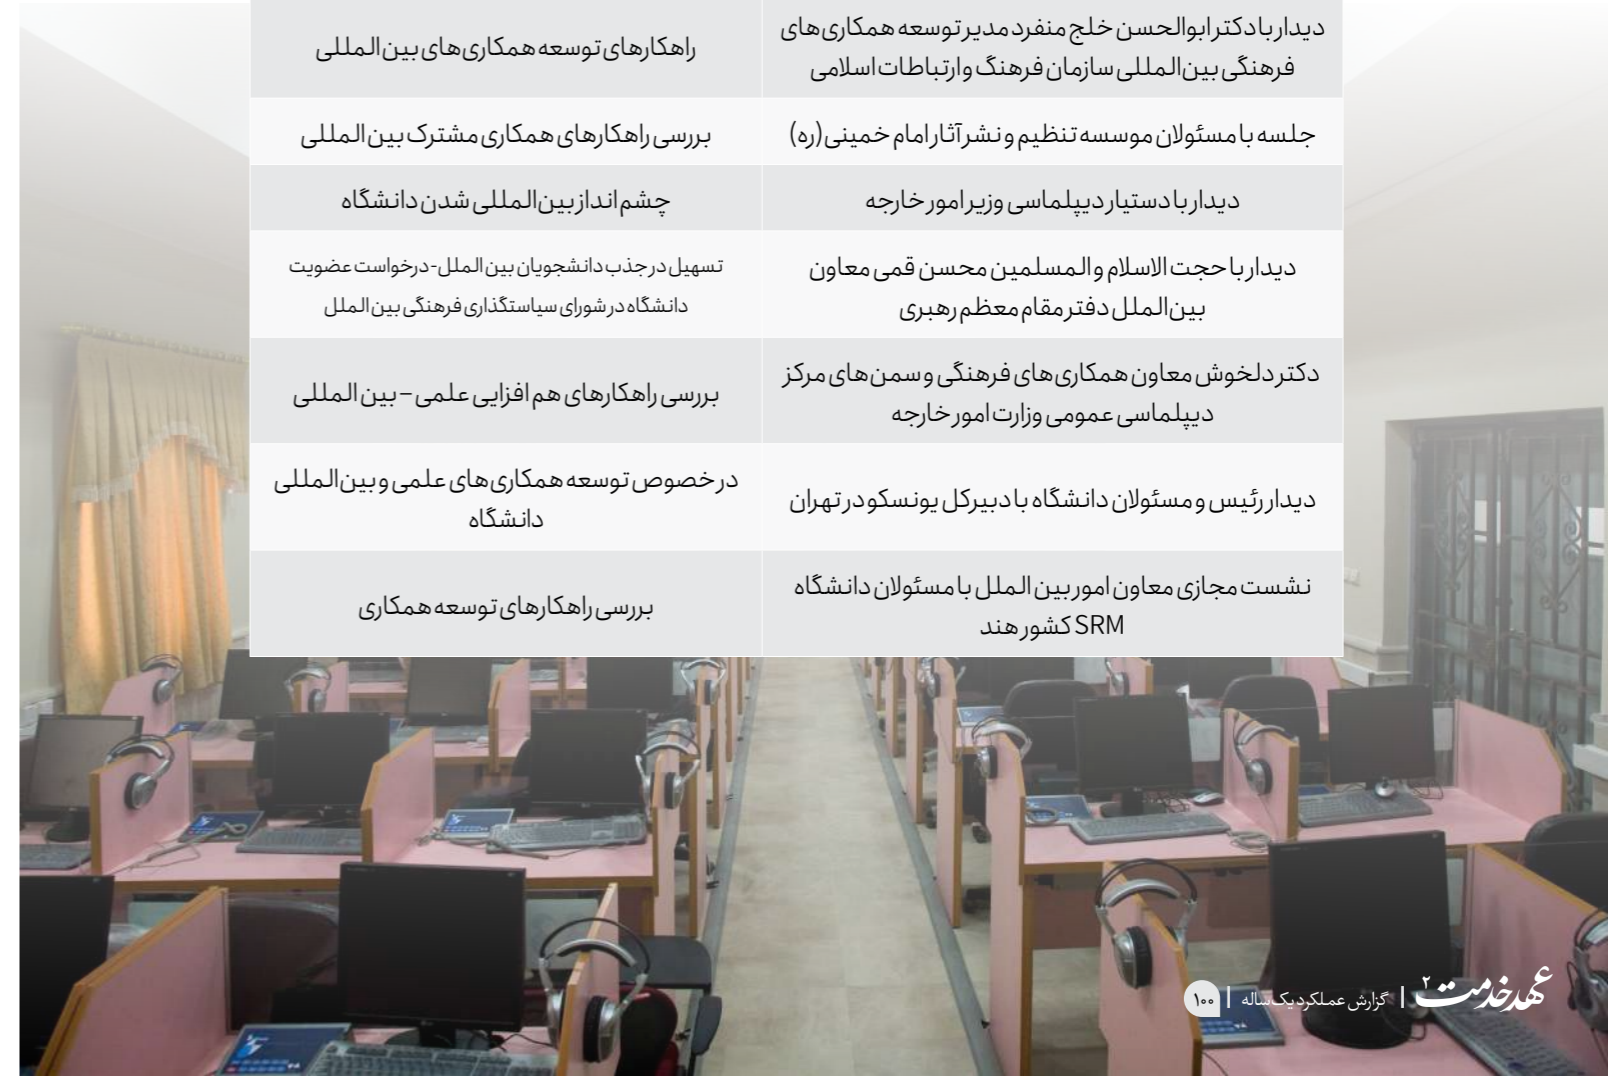 دیدار با دکتر ابوالحسن خلج منفرد مدیر توسعه همکاری‌های
فرهنگی بین‌المللی سازمان فرهنگ و ارتباطات اسلامی
راهکارهای توسعه همکاری‌های بین‌المللی
جلسه با مسئولان موسسه تنظیم و نشر آثار امام خمینی(ره)
بررسی راهکارهای همکاری مشترک بین‌المللی
دیدار با دستیار دیپلماسی وزیر امور خارجه
چشم‌انداز بین‌المللی شدن دانشگاه
دیدار با حجت الاسلام و المسلمین محسن قمی معاون
بین‌الملل دفتر مقام معظم رهبری
تسهیل در جذب دانشجویان بین‌الملل-درخواست عضویت
دانشگاه در شورای سیاستگذاری فرهنگی بین‌الملل
دکتر دلخوش معاون همکاری‌های فرهنگی و سمن‌های مرکز
دیپلماسی عمومی وزارت امور خارجه
بررسی راهکارهای هم‌افزایی علمی – بین‌المللی
دیدار رئیس و مسئولان دانشگاه با دبیرکل یونسکو در تهران
در خصوص توسعه همکاری‌های علمی و بین‌المللی
دانشگاه
نشست مجازی معاون امور بین الملل با مسئولان دانشگاه
SRM کشور هند
بررسی راهکارهای توسعه همکاری
عهد خدمت ۲ | گزارش عملکرد یک‌ساله | ۱۰۰